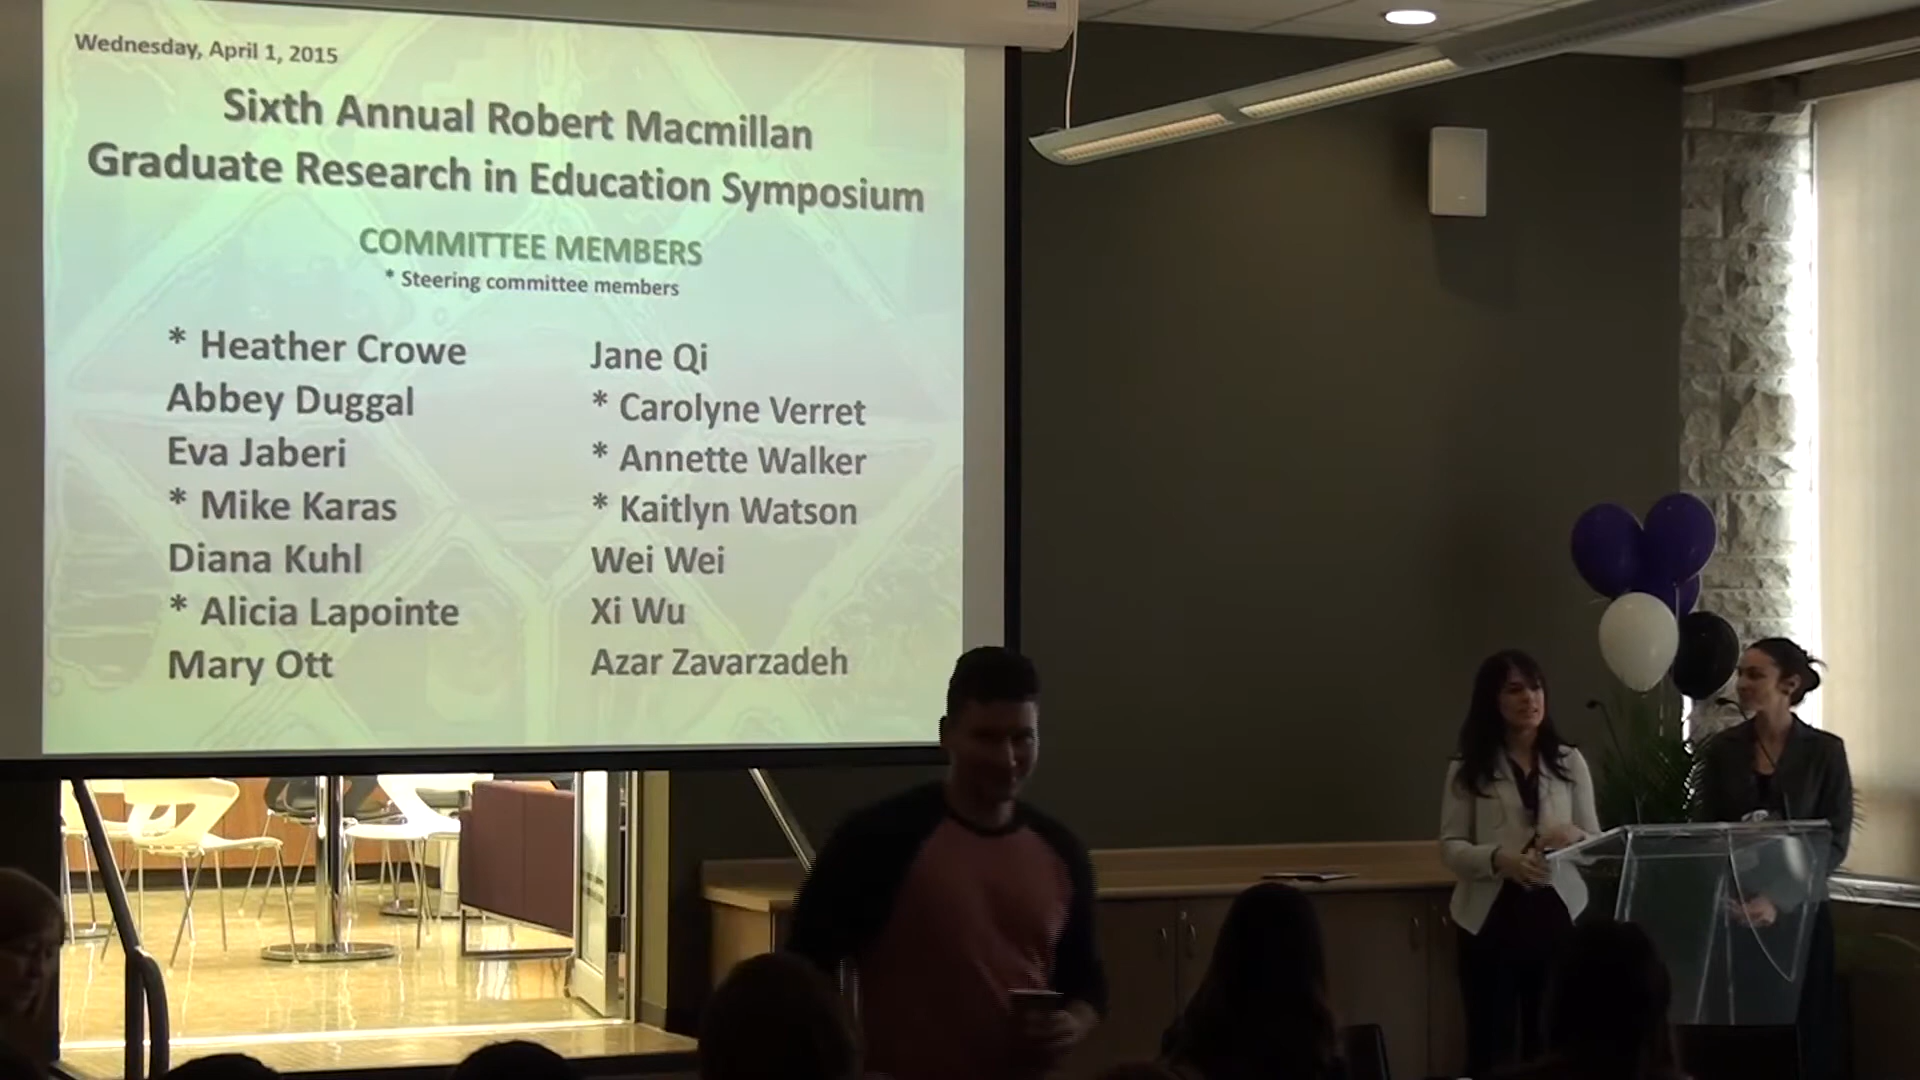 Wednesday, April 1, 2015
Sixth Annual Robert Macmillan
Graduate Research in Education Symposium
COMMITTEE MEMBERS
* Steering committee members
* Heather Crowe
Abbey Duggal
Eva Jaberi
* Mike Karas
Diana Kuhl
* Alicia Lapointe
Mary Ott
Jane Qi
* Carolyne Verret
* Annette Walker
* Kaitlyn Watson
Wei Wei
Xi Wu
Azar Zavarzadeh